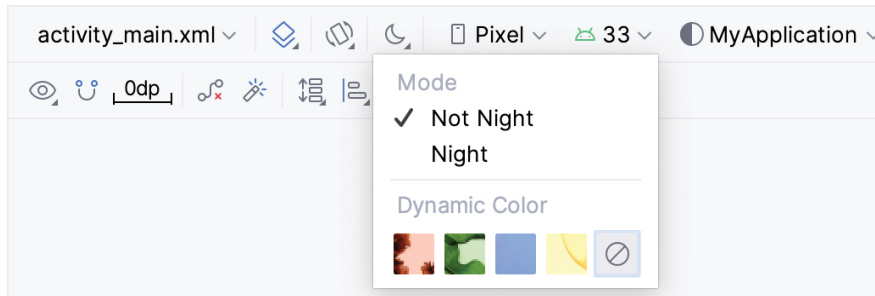 activity_main.xml Pixel 33 MyApplication
0dp
Mode
Not Night
Night
Dynamic Color